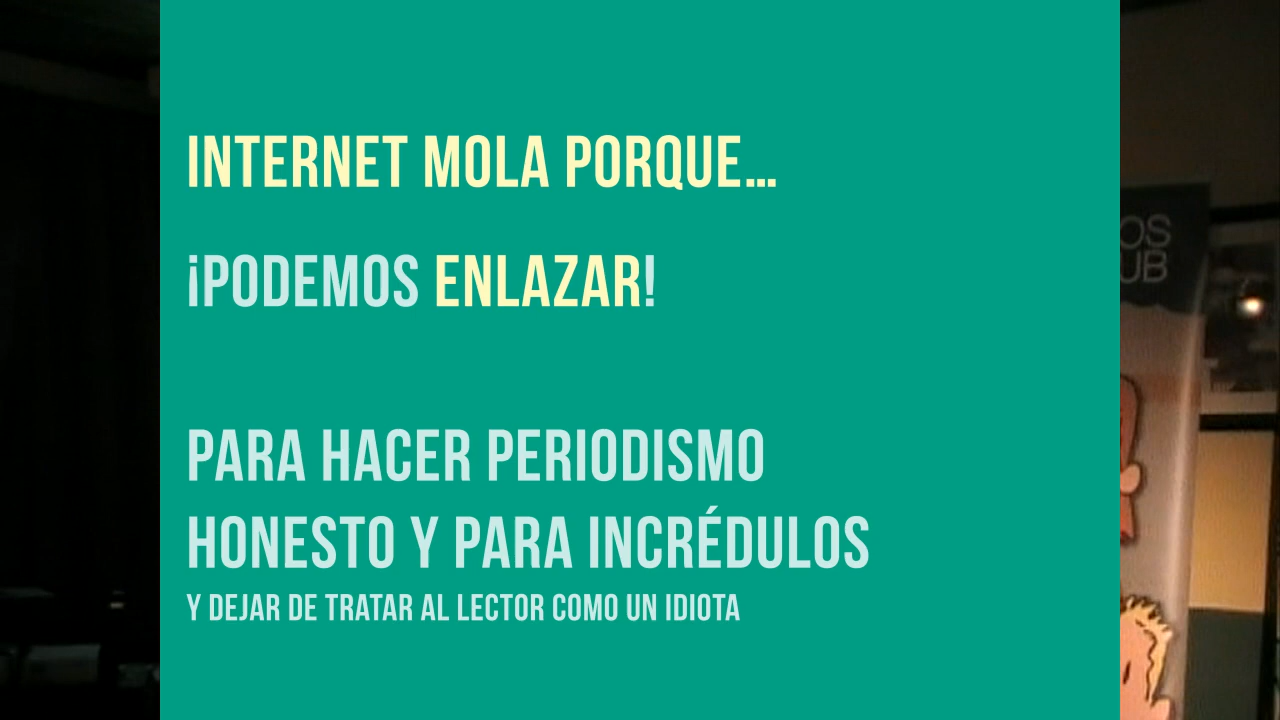 INTERNET MOLA PORQUE…
¡PODEMOS ENLAZAR!
PARA HACER PERIODISMO
HONESTO Y PARA INCRÉDULOS
Y DEJAR DE TRATAR AL LECTOR COMO UN IDIOTA